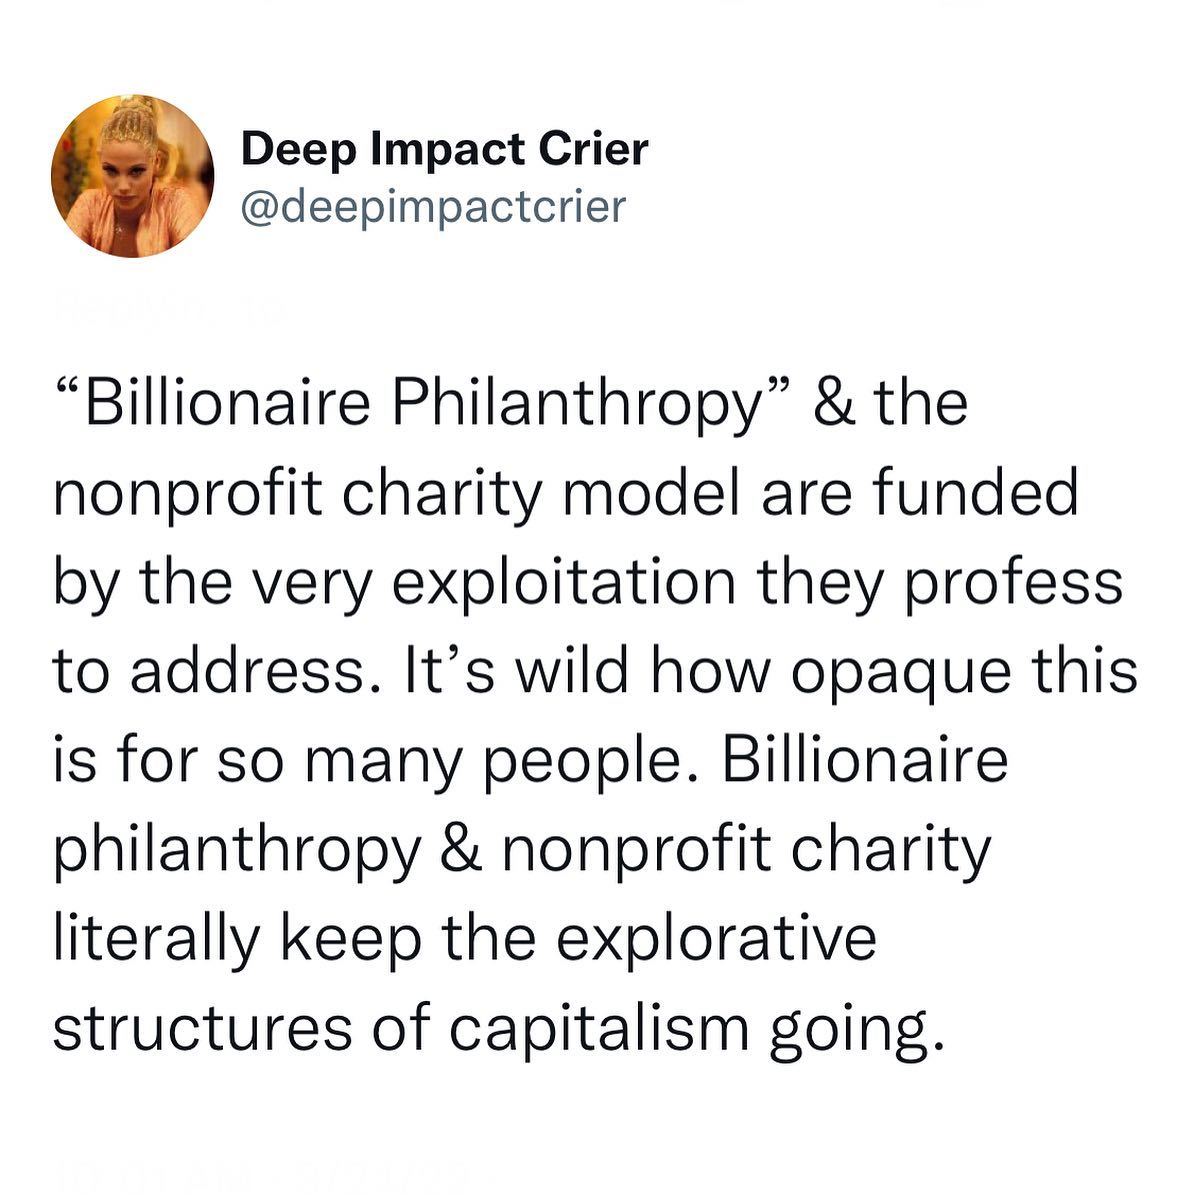 Deep Impact Crier
@deepimpactcrier
“Billionaire Philanthropy” & the
nonprofit charity model are funded
by the very exploitation they profess
to address. It’s wild how opaque this
is for so many people. Billionaire
philanthropy & nonprofit charity
literally keep the explorative
structures of capitalism going.